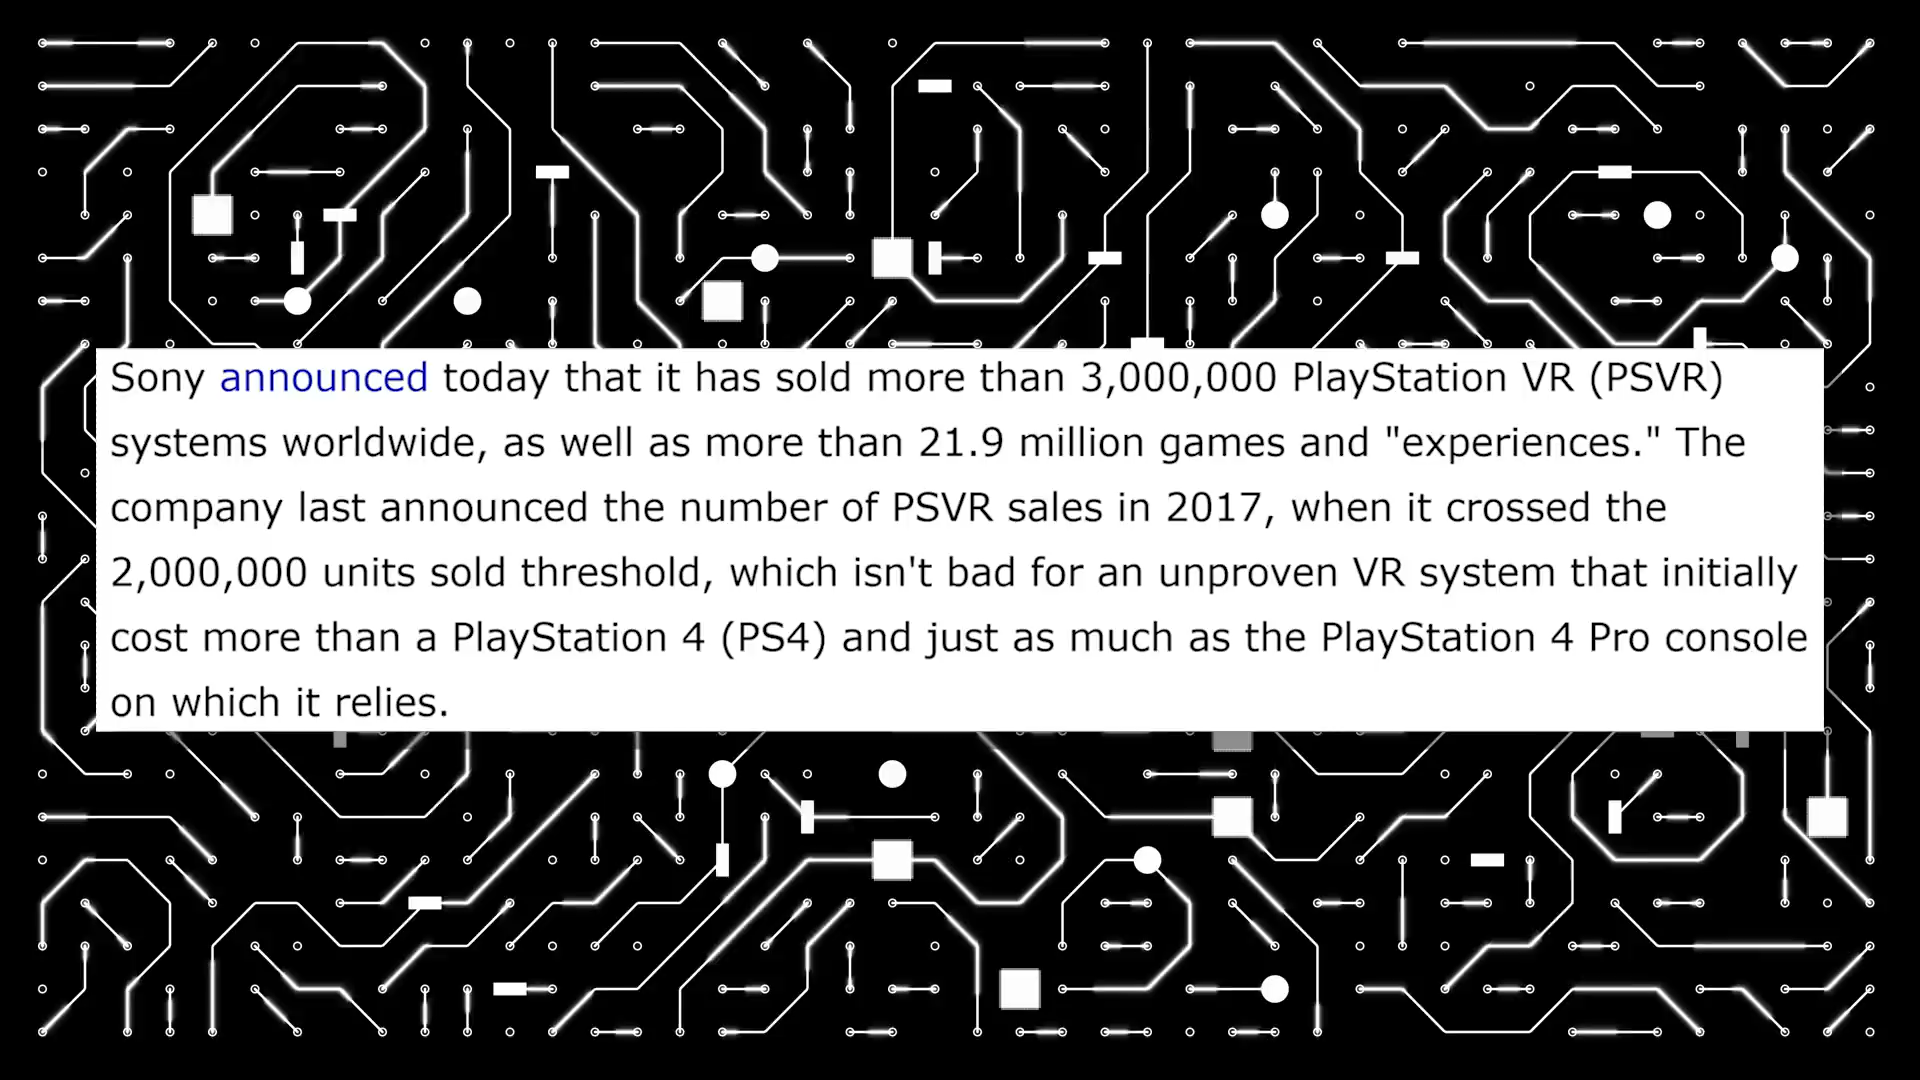 Sony announced today that it has sold more than 3,000,000 PlayStation VR (PSVR)
systems worldwide, as well as more than 21.9 million games and "experiences." The
company last announced the number of PSVR sales in 2017, when it crossed the
2,000,000 units sold threshold, which isn't bad for an unproven VR system that initially
cost more than a PlayStation 4 (PS4) and just as much as the PlayStation 4 Pro console
on which it relies.